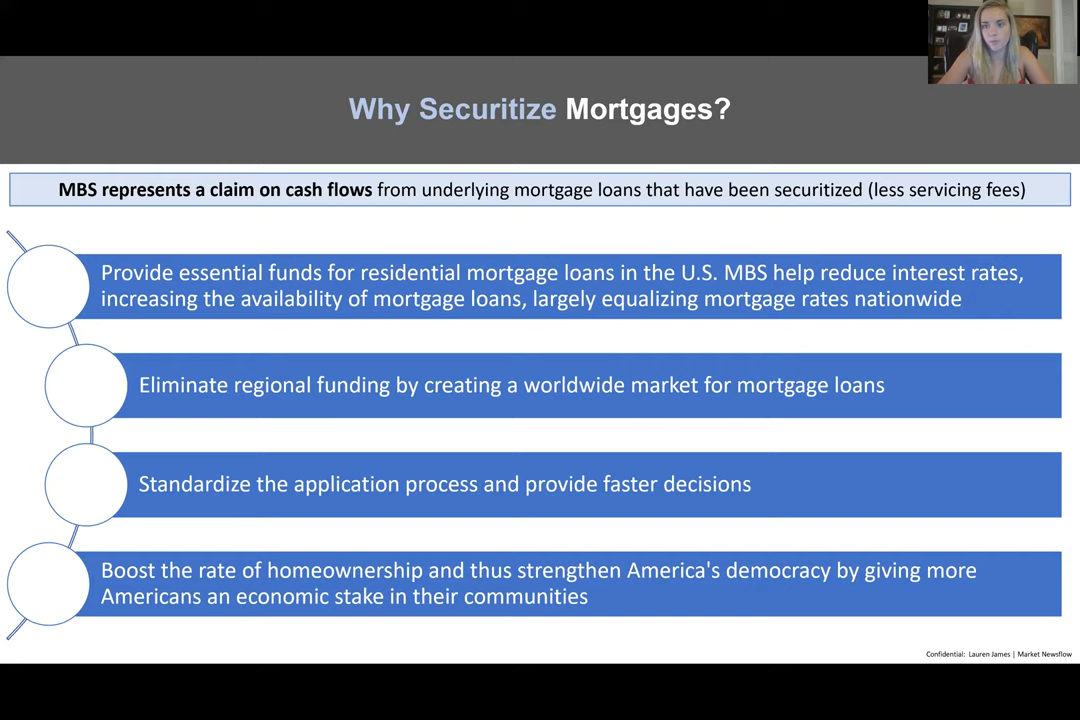 Why Securitize Mortgages?
MBS represents a claim on cash flows from underlying mortgage loans that have been securitized (less servicing fees)
Provide essential funds for residential mortgage loans in the U.S. MBS help reduce interest rates,
increasing the availability of mortgage loans, largely equalizing mortgage rates nationwide
Eliminate regional funding by creating a worldwide market for mortgage loans
Standardize the application process and provide faster decisions
Boost the rate of homeownership and thus strengthen America's democracy by giving more
Americans an economic stake in their communities
Confidential: Lauren James | Market Newsflow